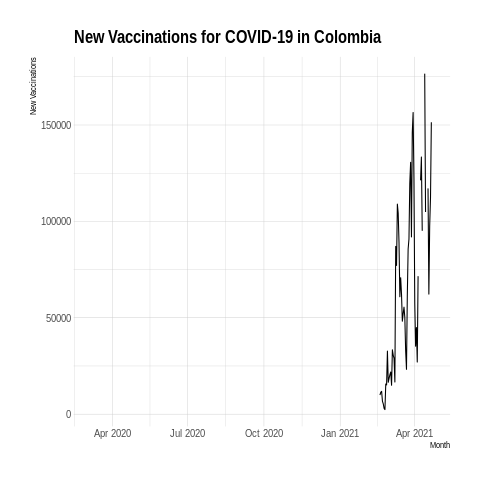 New Vaccinations for COVID-19 in Colombia
New Vaccinations
150000
100000
50000
0
Apr 2020 Jul 2020 Oct 2020 Jan 2021 Apr 2021
Month